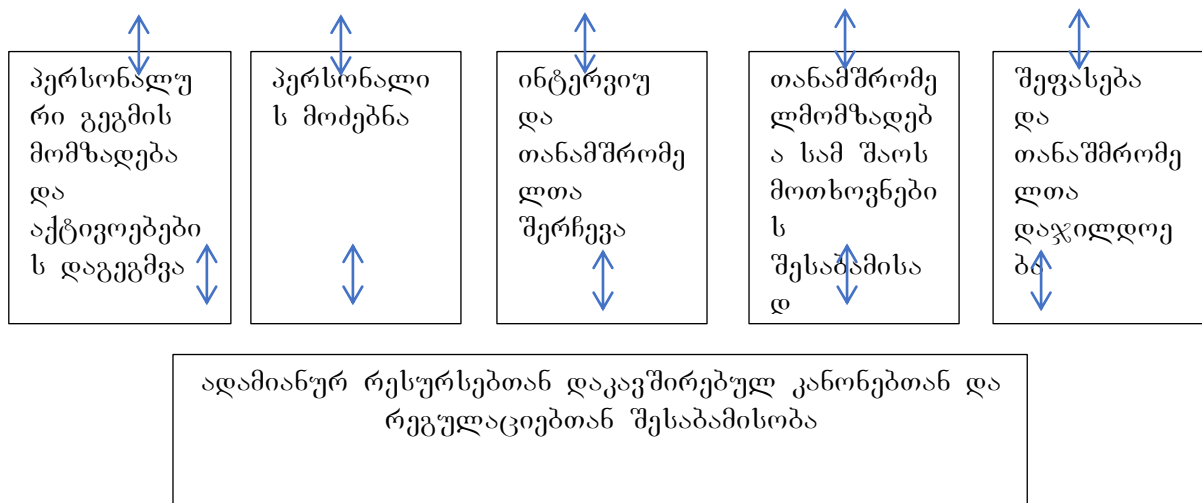 პერსონალუ
რი გეგმის
მომზადება
და
აქტივოებები
ს დაგეგმვა
პერსონალი
ს მოძებნა
ინტერვიუ
და
თანამშრომე
ლთა
შერჩევა
თანამშრომე
ლმომზადებ
ა სამ შაოს
მოთხოვნები
ს
შესაბამისა
დ
შეფასება
და
თანაშმრომე
ლთა
დაჯილდოე
ბა
ადამიანურ რესურსებთან დაკავშირებულ კანონებთან და
რეგულაციებთან შესაბამისობა